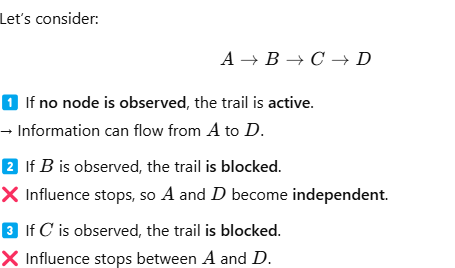 Let's consider:
A → B → C → D
1️⃣ If no node is observed, the trail is active.
→ Information can flow from A to D.
2️⃣ If B is observed, the trail is blocked.
❌ Influence stops, so A and D become independent.
3️⃣ If C is observed, the trail is blocked.
❌ Influence stops between A and D.